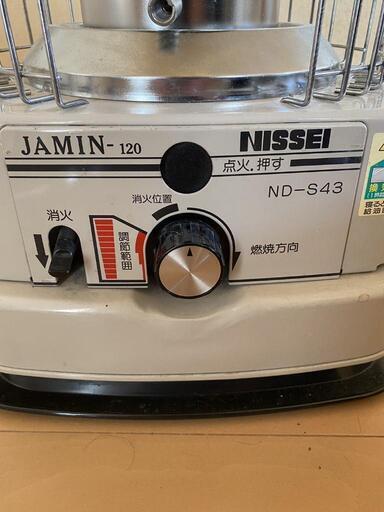 JAMIN-120
NISSEI
点火.押す
ND-S43
消火位置
消火
調節範囲
燃焼方向
換